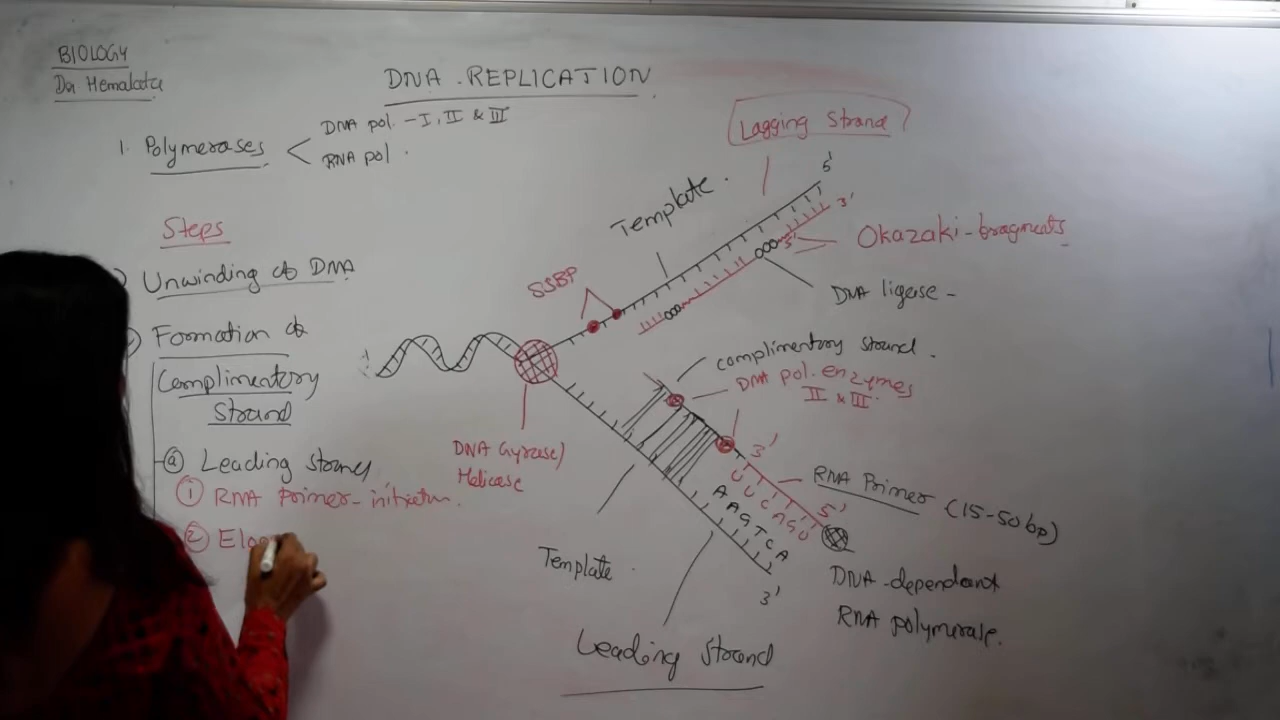 BIOLOGY
Dr Hemalata
DNA REPLICATION
1. Polymerases
DNA pol. - I, II & III
RNA pol.
Lagging Strand
Steps
Unwinding of DNA
Formation of
Complimentary
Strand
a Leading strand
1 RNA Primer - initiation.
2 Elo
Template.
5'
3'
5'
Okazaki-fragments
DNA ligase -
SSBP
complimentary strand.
DNA pol. enzymes
II & III
DNA Gyrase/
Helicase
3'
RNA Primer (15-50bp)
5'
UUCAGU
AAGTCA
3'
Template.
DNA-dependant
RNA polymerase.
Leading Strand